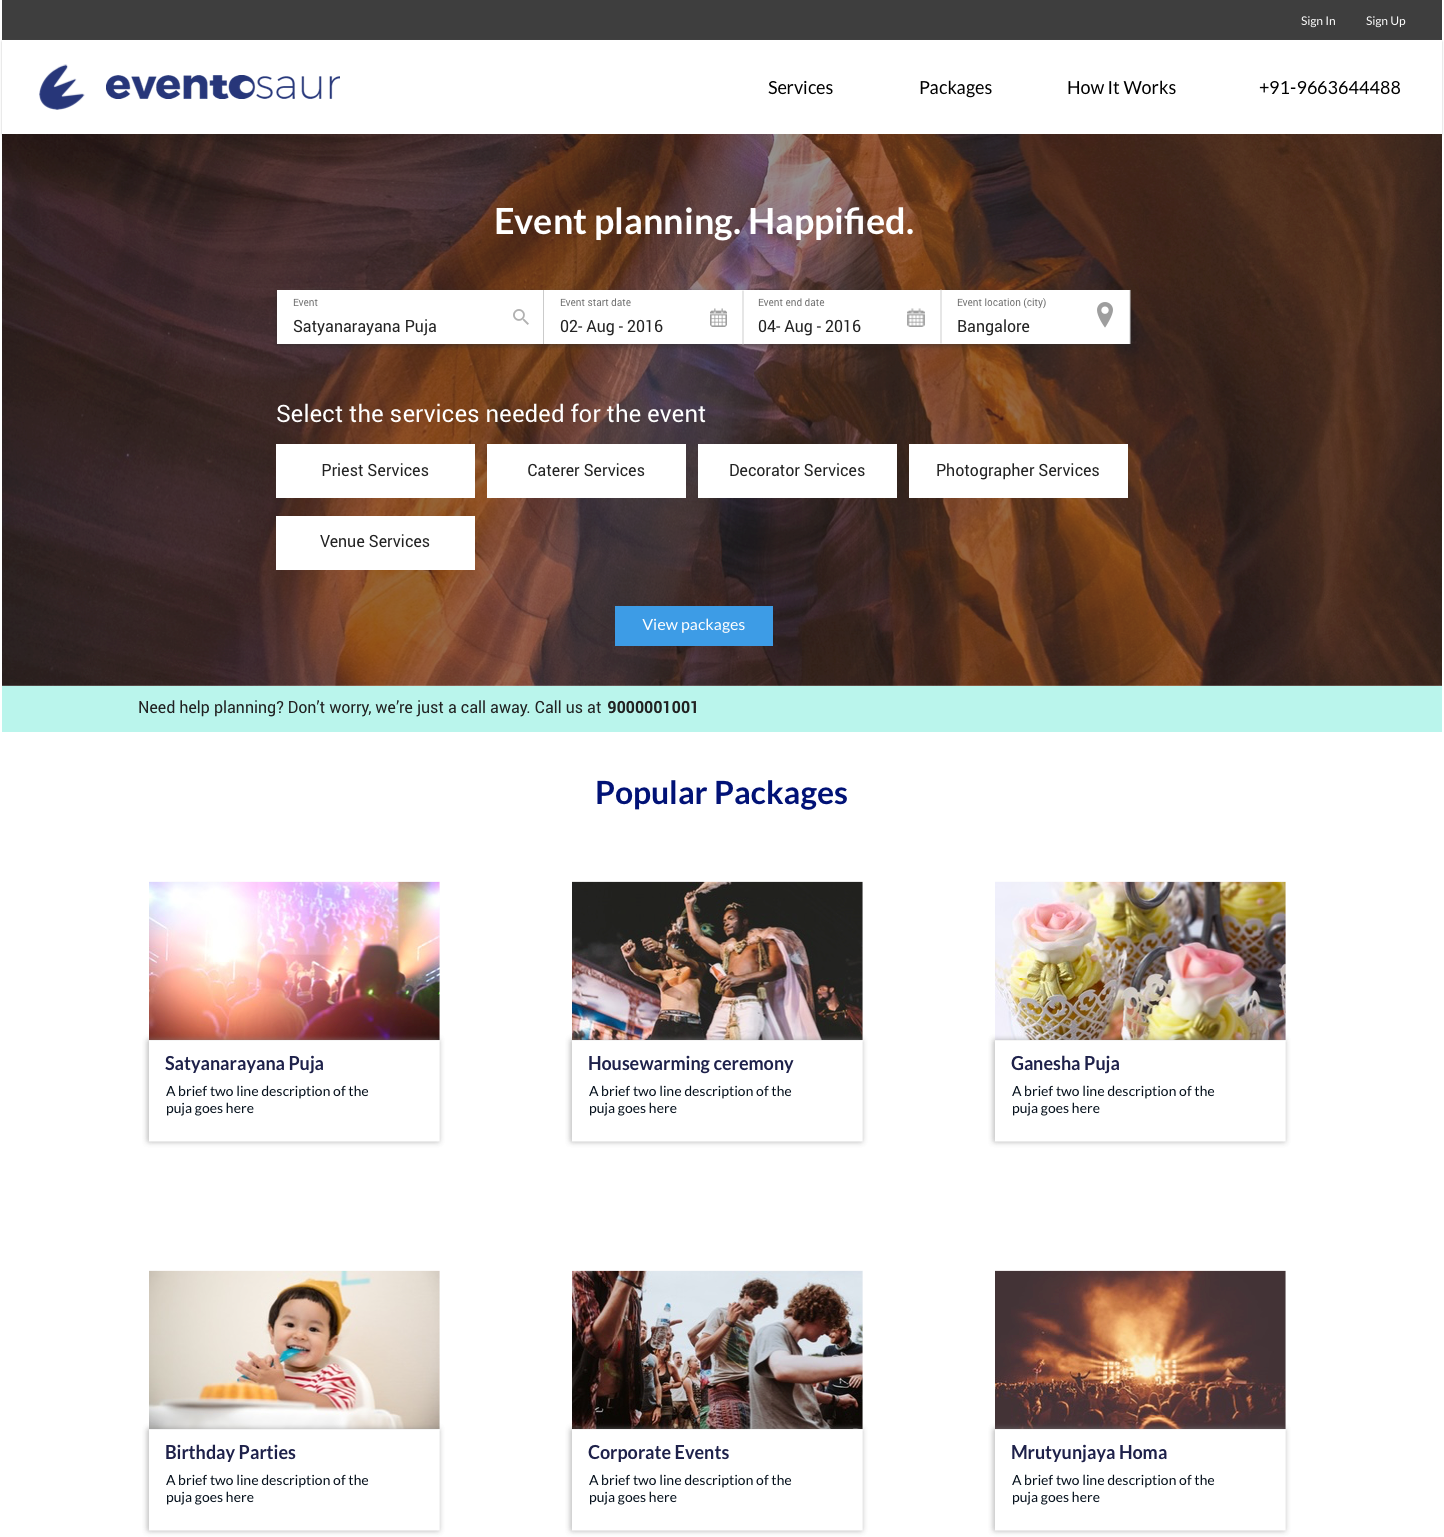 Sign In Sign Up
eventosaur
Services Packages How It Works +91-9663644488
Event planning. Happified.
Event Event start date Event end date Event location (city)
Satyanarayana Puja 02- Aug - 2016 04- Aug - 2016 Bangalore
Select the services needed for the event
Priest Services Caterer Services Decorator Services Photographer Services
Venue Services
View packages
Need help planning? Don't worry, we're just a call away. Call us at 9000001001
Popular Packages
Satyanarayana Puja
A brief two line description of the
puja goes here
Housewarming ceremony
A brief two line description of the
puja goes here
Ganesha Puja
A brief two line description of the
puja goes here
Birthday Parties
A brief two line description of the
puja goes here
Corporate Events
A brief two line description of the
puja goes here
Mrutyunjaya Homa
A brief two line description of the
puja goes here